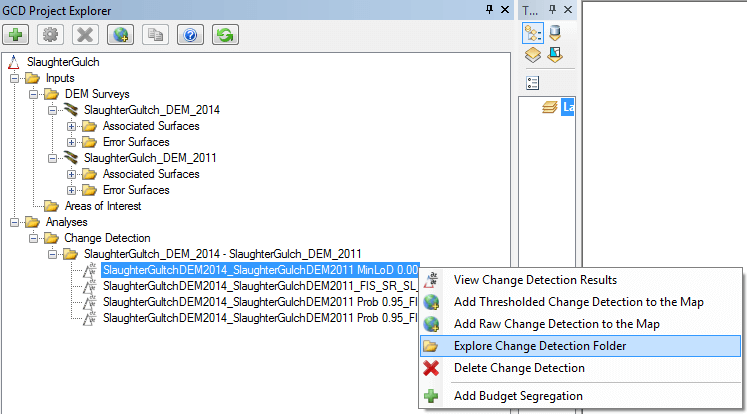 GCD Project Explorer
T...
SlaughterGulch
Inputs
DEM Surveys
SlaughterGultch_DEM_2014
Associated Surfaces
Error Surfaces
SlaughterGulch_DEM_2011
Associated Surfaces
Error Surfaces
Areas of Interest
Analyses
Change Detection
SlaughterGultch_DEM_2014 - SlaughterGulch_DEM_2011
SlaughterGultchDEM2014_SlaughterGulchDEM2011 MinLoD 0.00
SlaughterGultchDEM2014_SlaughterGulchDEM2011_FIS_SR_SL_
SlaughterGultchDEM2014_SlaughterGulchDEM2011 Prob 0.95_FI
SlaughterGultchDEM2014_SlaughterGulchDEM2011 Prob 0.95_FI
La
View Change Detection Results
Add Thresholded Change Detection to the Map
Add Raw Change Detection to the Map
Explore Change Detection Folder
Delete Change Detection
Add Budget Segregation